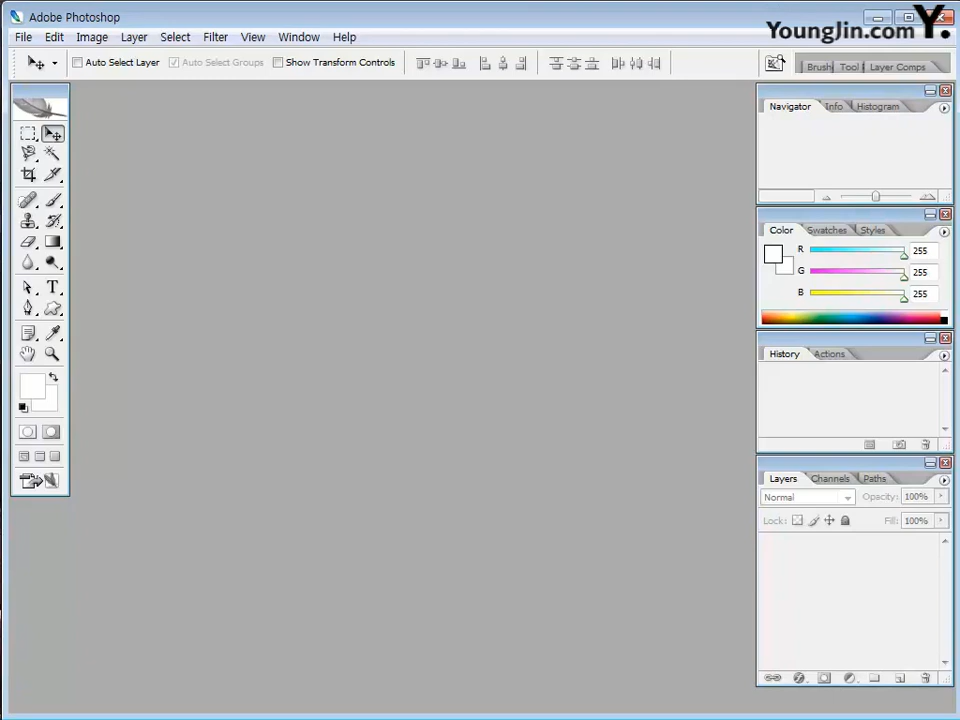 Adobe Photoshop
YoungJin.com Y.
File Edit Image Layer Select Filter View Window Help
Auto Select Layer Auto Select Groups Show Transform Controls
Brush Tool Layer Comps
Navigator Info Histogram
Color Swatches Styles
R 255
G 255
B 255
History Actions
Layers Channels Paths
Normal Opacity: 100%
Lock: Fill: 100%
T